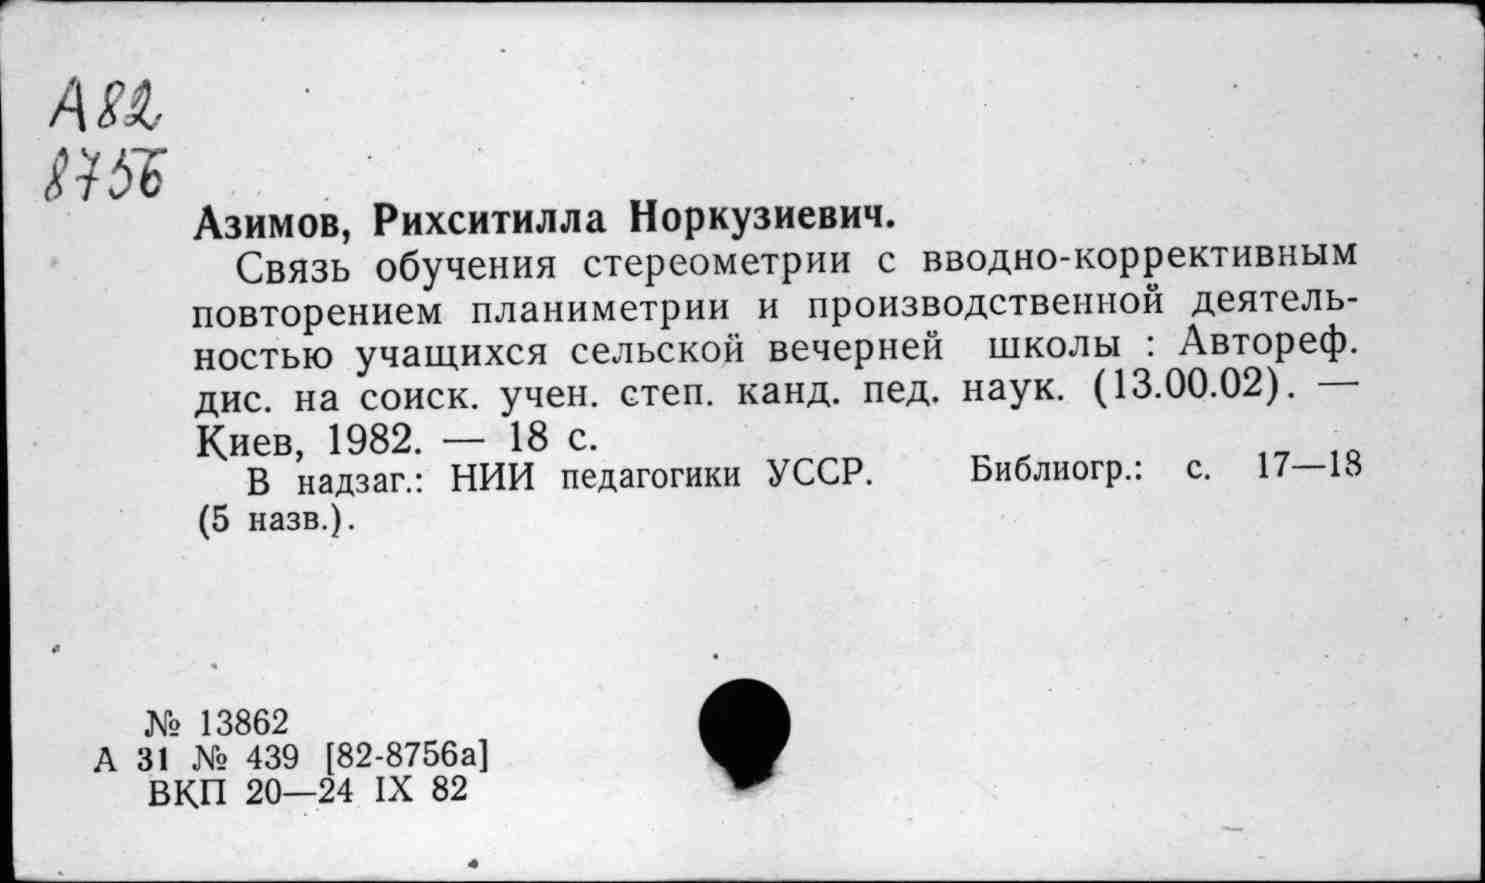 А82
8756
Азимов, Рихситилла Норкузиевич.
Связь обучения стереометрии с вводно-коррективным
повторением планиметрии и производственной деятель-
ностью учащихся сельской вечерней школы : Автореф.
дис. на соиск. учен. степ. канд. пед. наук. (13.00.02). —
Киев, 1982. — 18 с.
В надзаг.: НИИ педагогики УССР. Библиогр.: с. 17—18
(5 назв.).
№ 13862
А 31 № 439 [82-8756а]
ВКП 20—24 IX 82